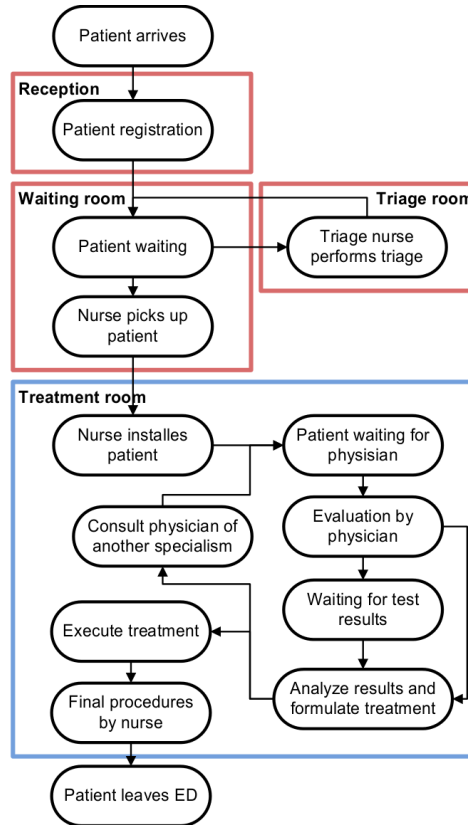 Patient arrives
Reception
Patient registration
Waiting room
Triage room
Patient waiting
Triage nurse
performs triage
Nurse picks up
patient
Treatment room
Nurse installes
patient
Patient waiting for
physisian
Consult physician of
another specialism
Evaluation by
physician
Waiting for test
results
Execute treatment
Analyze results and
formulate treatment
Final procedures
by nurse
Patient leaves ED